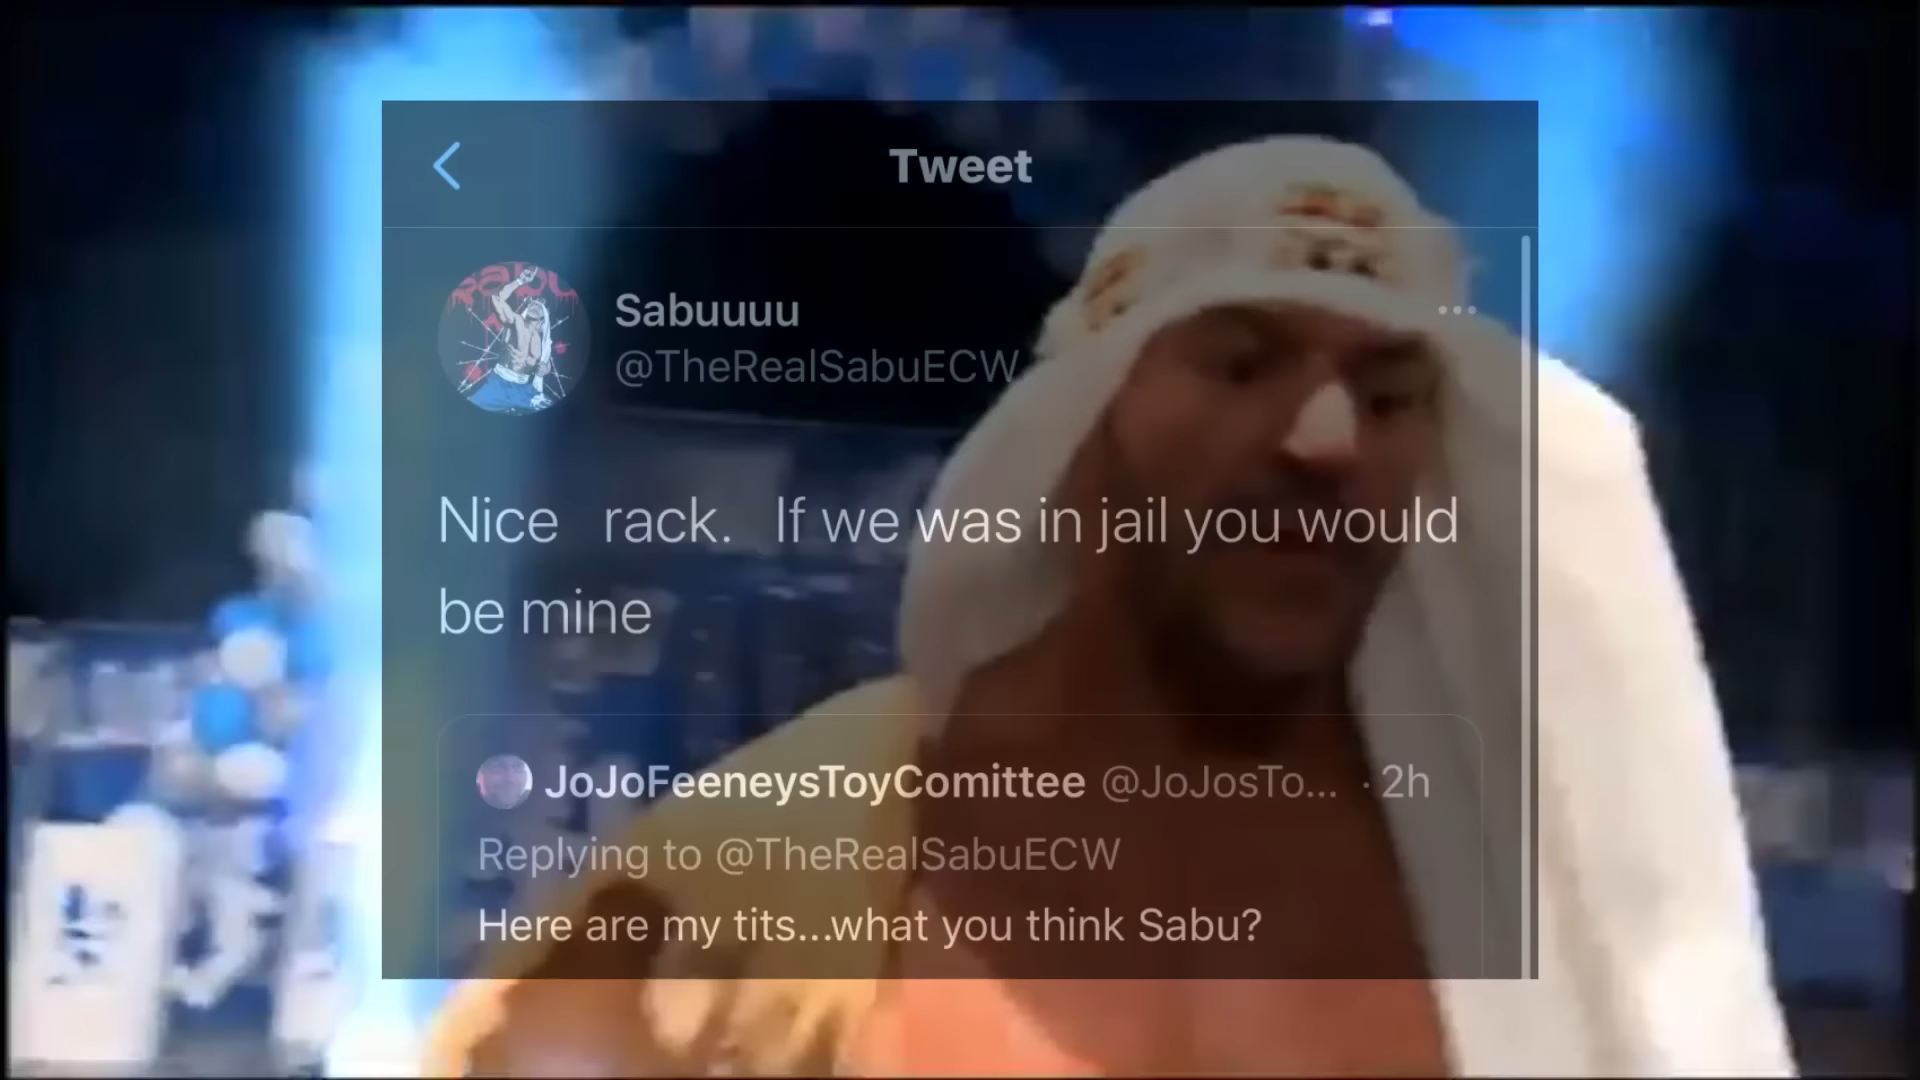 Tweet
Sabu
Sabuuuu
@TheRealSabuECW
Nice rack. If we was in jail you would
be mine
JoJoFeeneysToyComittee @JoJosTo... · 2h
Replying to @TheRealSabuECW
Here are my tits...what you think Sabu?